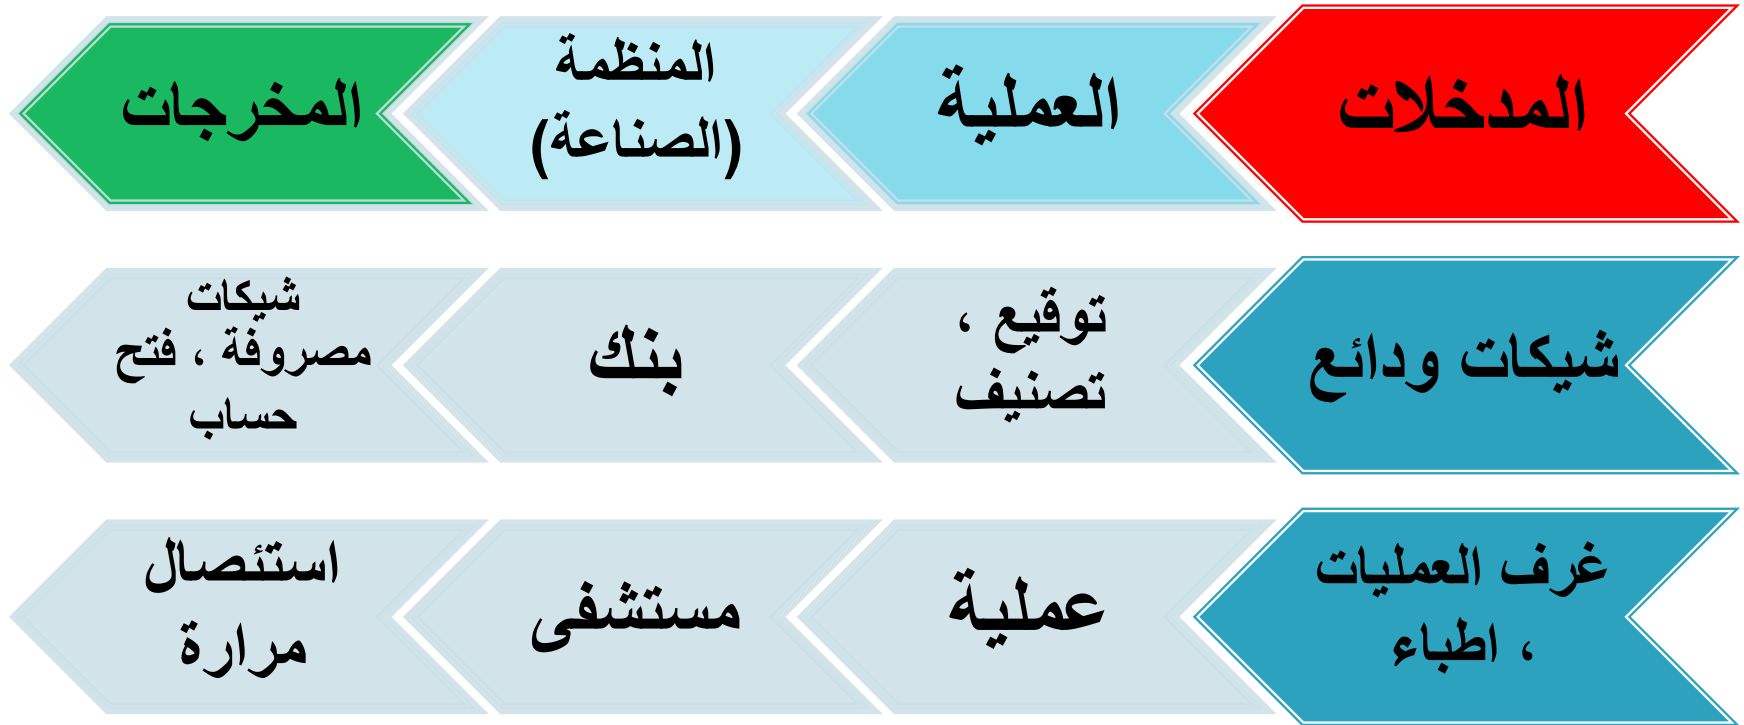 المدخلات
العملية
المنظمة
(الصناعة)
المخرجات
شيكات ودائع
توقيع ،
تصنيف
بنك
شيكات
مصروفة ، فتح
حساب
غرف العمليات
، اطباء
عملية
مستشفى
استئصال
مرارة